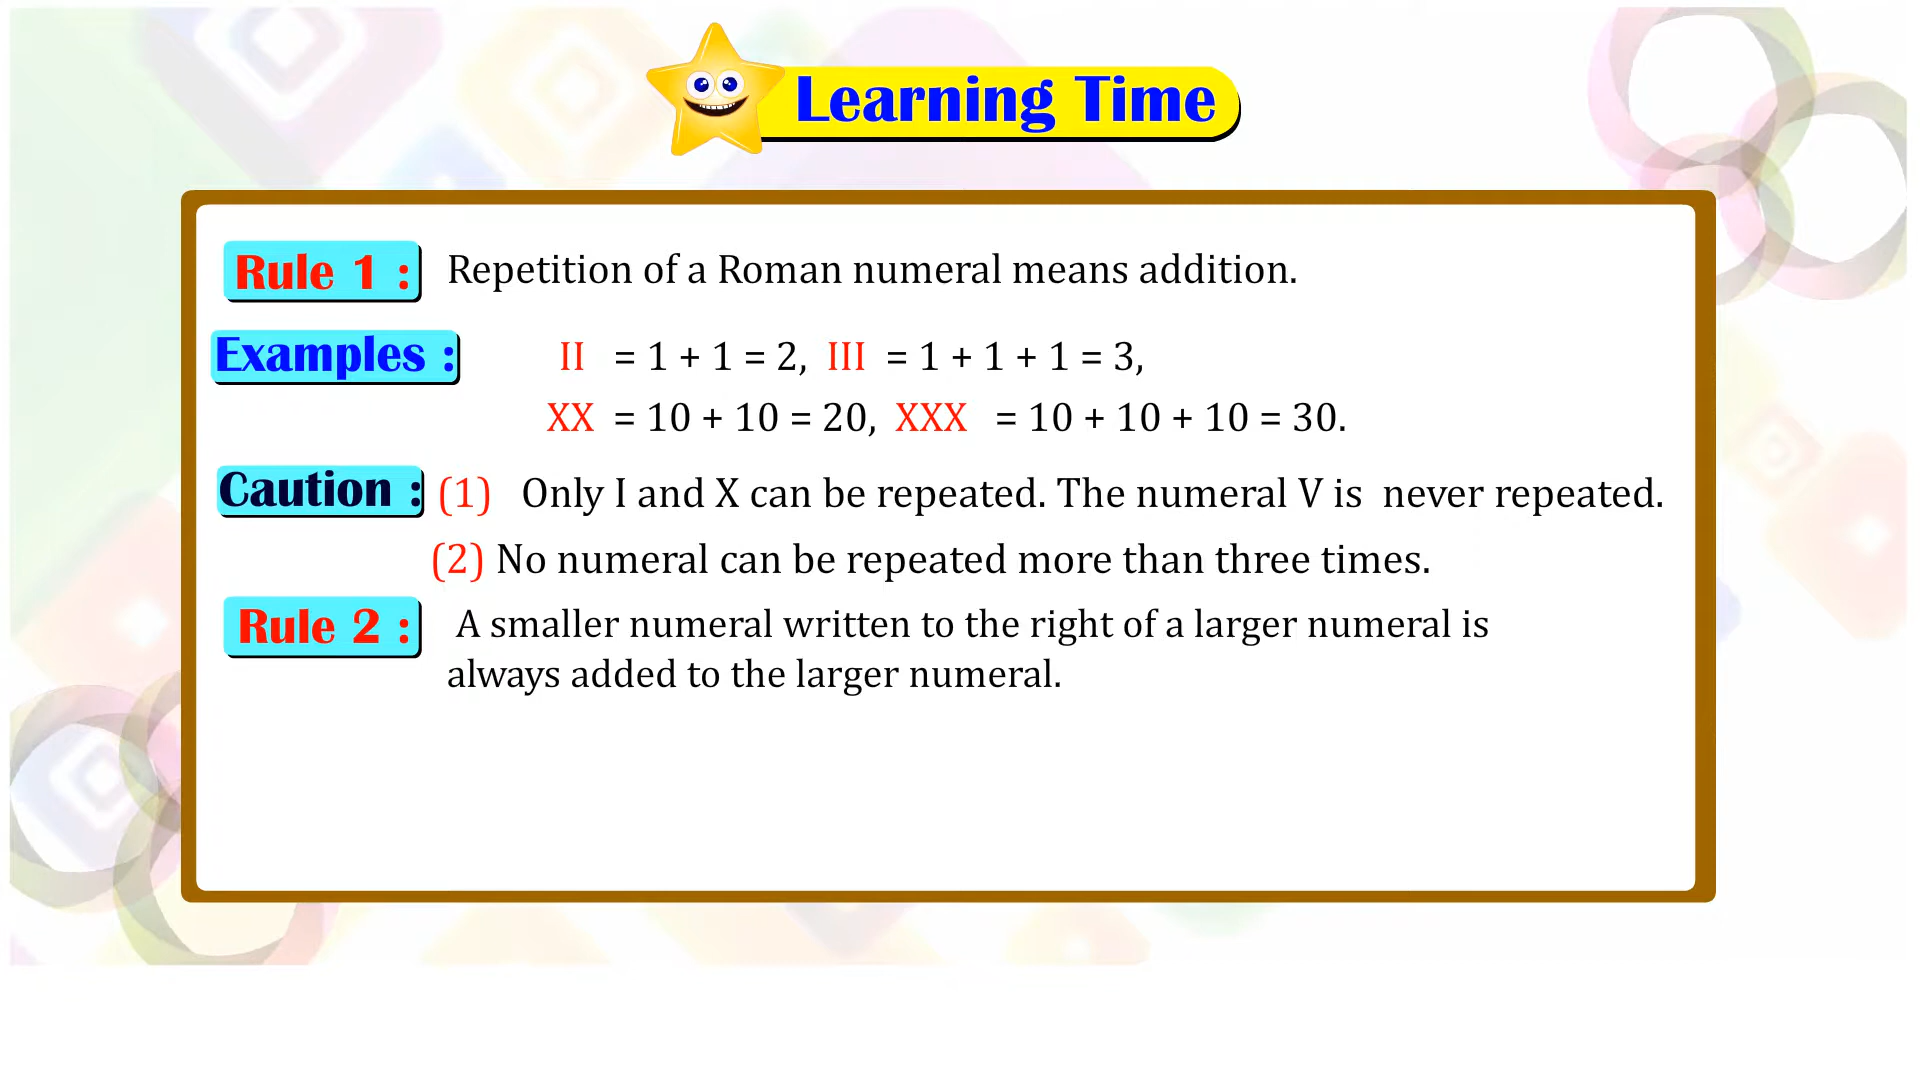 Learning Time
Rule 1 : Repetition of a Roman numeral means addition.
Examples : II = 1 + 1 = 2, III = 1 + 1 + 1 = 3,
XX = 10 + 10 = 20, XXX = 10 + 10 + 10 = 30.
Caution : (1) Only I and X can be repeated. The numeral V is never repeated.
(2) No numeral can be repeated more than three times.
Rule 2 : A smaller numeral written to the right of a larger numeral is
always added to the larger numeral.